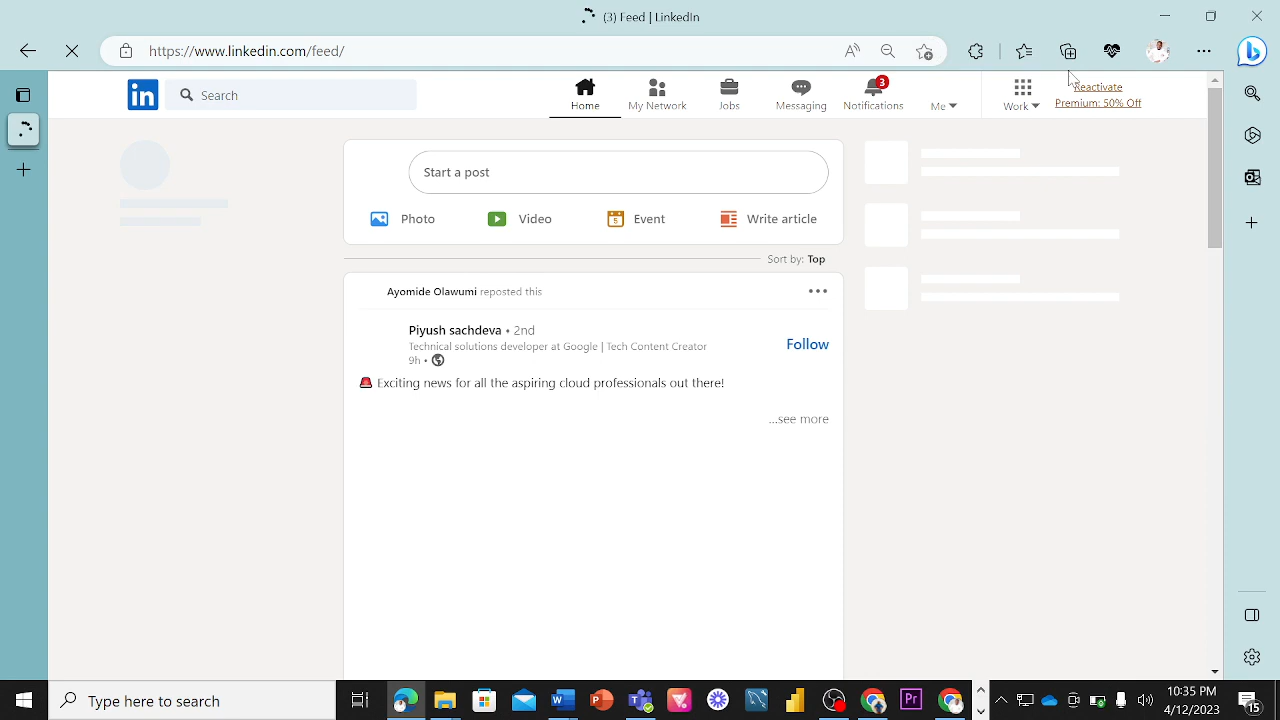 (3) Feed | LinkedIn
https://www.linkedin.com/feed/
in
Search
Home
My Network
Jobs
Messaging
3
Notifications
Me
Work
Reactivate
Premium: 50% Off
Start a post
Photo
Video
Event
Write article
Sort by: Top
Ayomide Olawumi reposted this
Piyush sachdeva • 2nd
Technical solutions developer at Google | Tech Content Creator
9h •
Follow
Exciting news for all the aspiring cloud professionals out there!
...see more
Type here to search
Pr
10:35 PM
4/12/2023
15